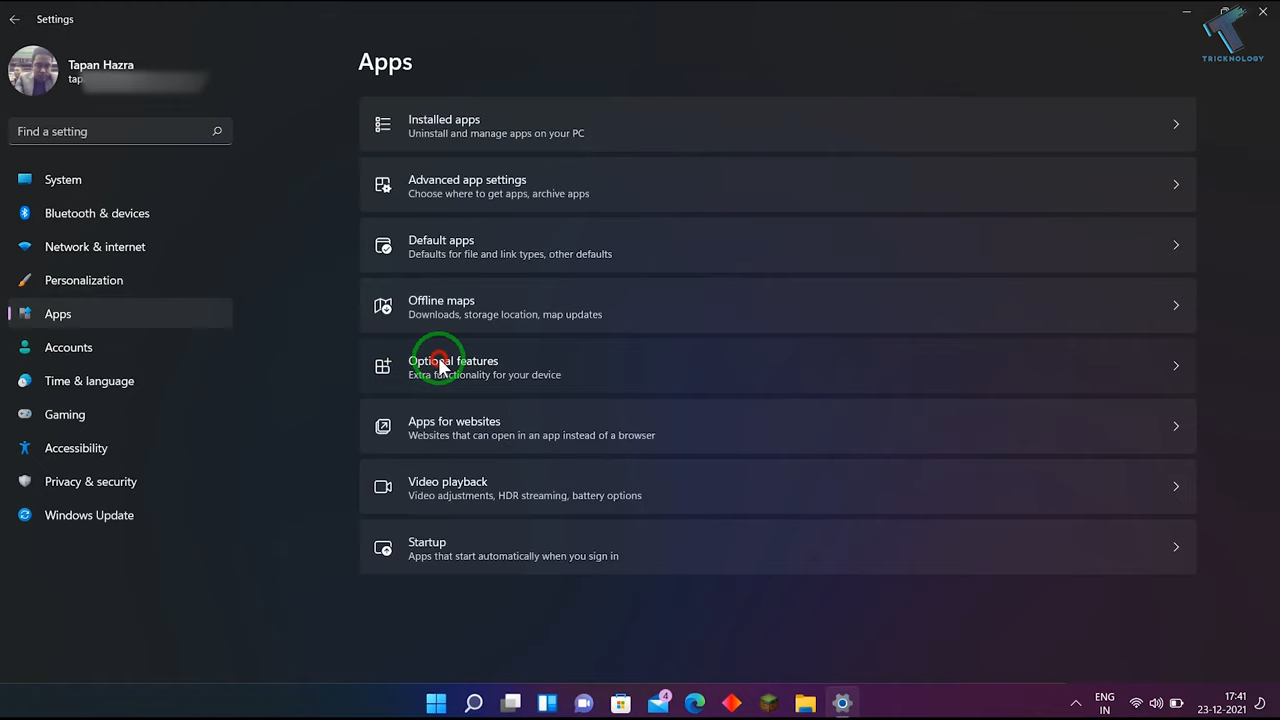 Settings
Tapan Hazra
tap
Find a setting
System
Bluetooth & devices
Network & internet
Personalization
Apps
Accounts
Time & language
Gaming
Accessibility
Privacy & security
Windows Update
Apps
Installed apps
Uninstall and manage apps on your PC
Advanced app settings
Choose where to get apps, archive apps
Default apps
Defaults for file and link types, other defaults
Offline maps
Downloads, storage location, map updates
Optional features
Extra functionality for your device
Apps for websites
Websites that can open in an app instead of a browser
Video playback
Video adjustments, HDR streaming, battery options
Startup
Apps that start automatically when you sign in
TRICKNOLOGY
4
ENG
IN
17:41
23-12-2021